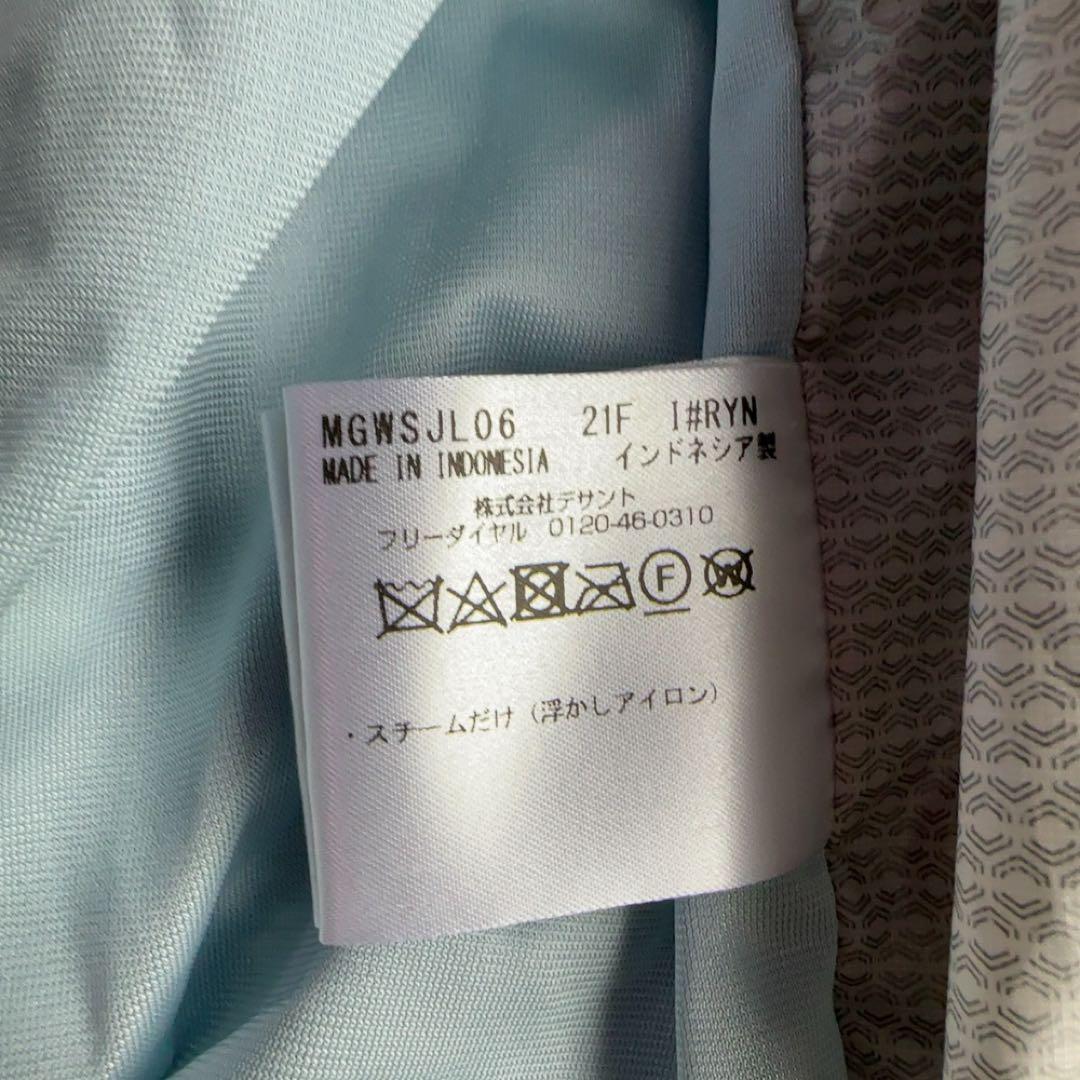 MGWSJL06 21F I#RYN
MADE IN INDONESIA インドネシア製
株式会社デサント
フリーダイヤル 0120-46-0310
F W
・スチームだけ（浮かしアイロン）